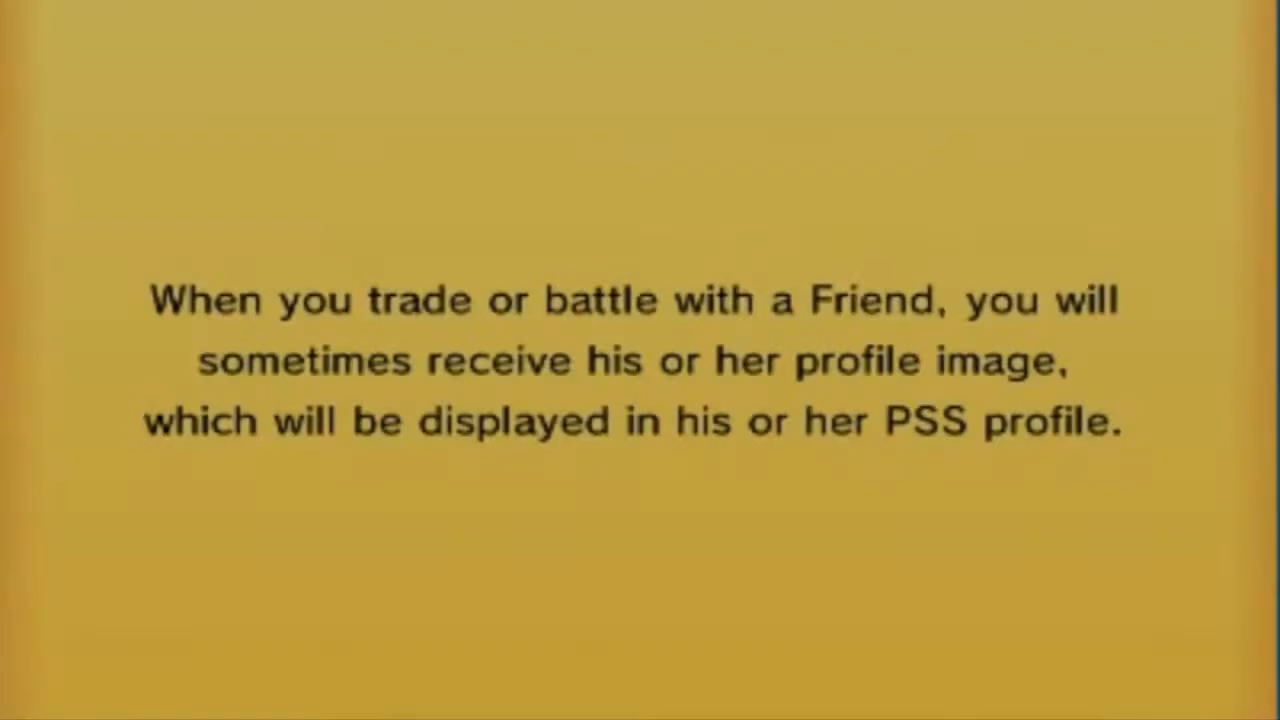 When you trade or battle with a Friend, you will
sometimes receive his or her profile image,
which will be displayed in his or her PSS profile.